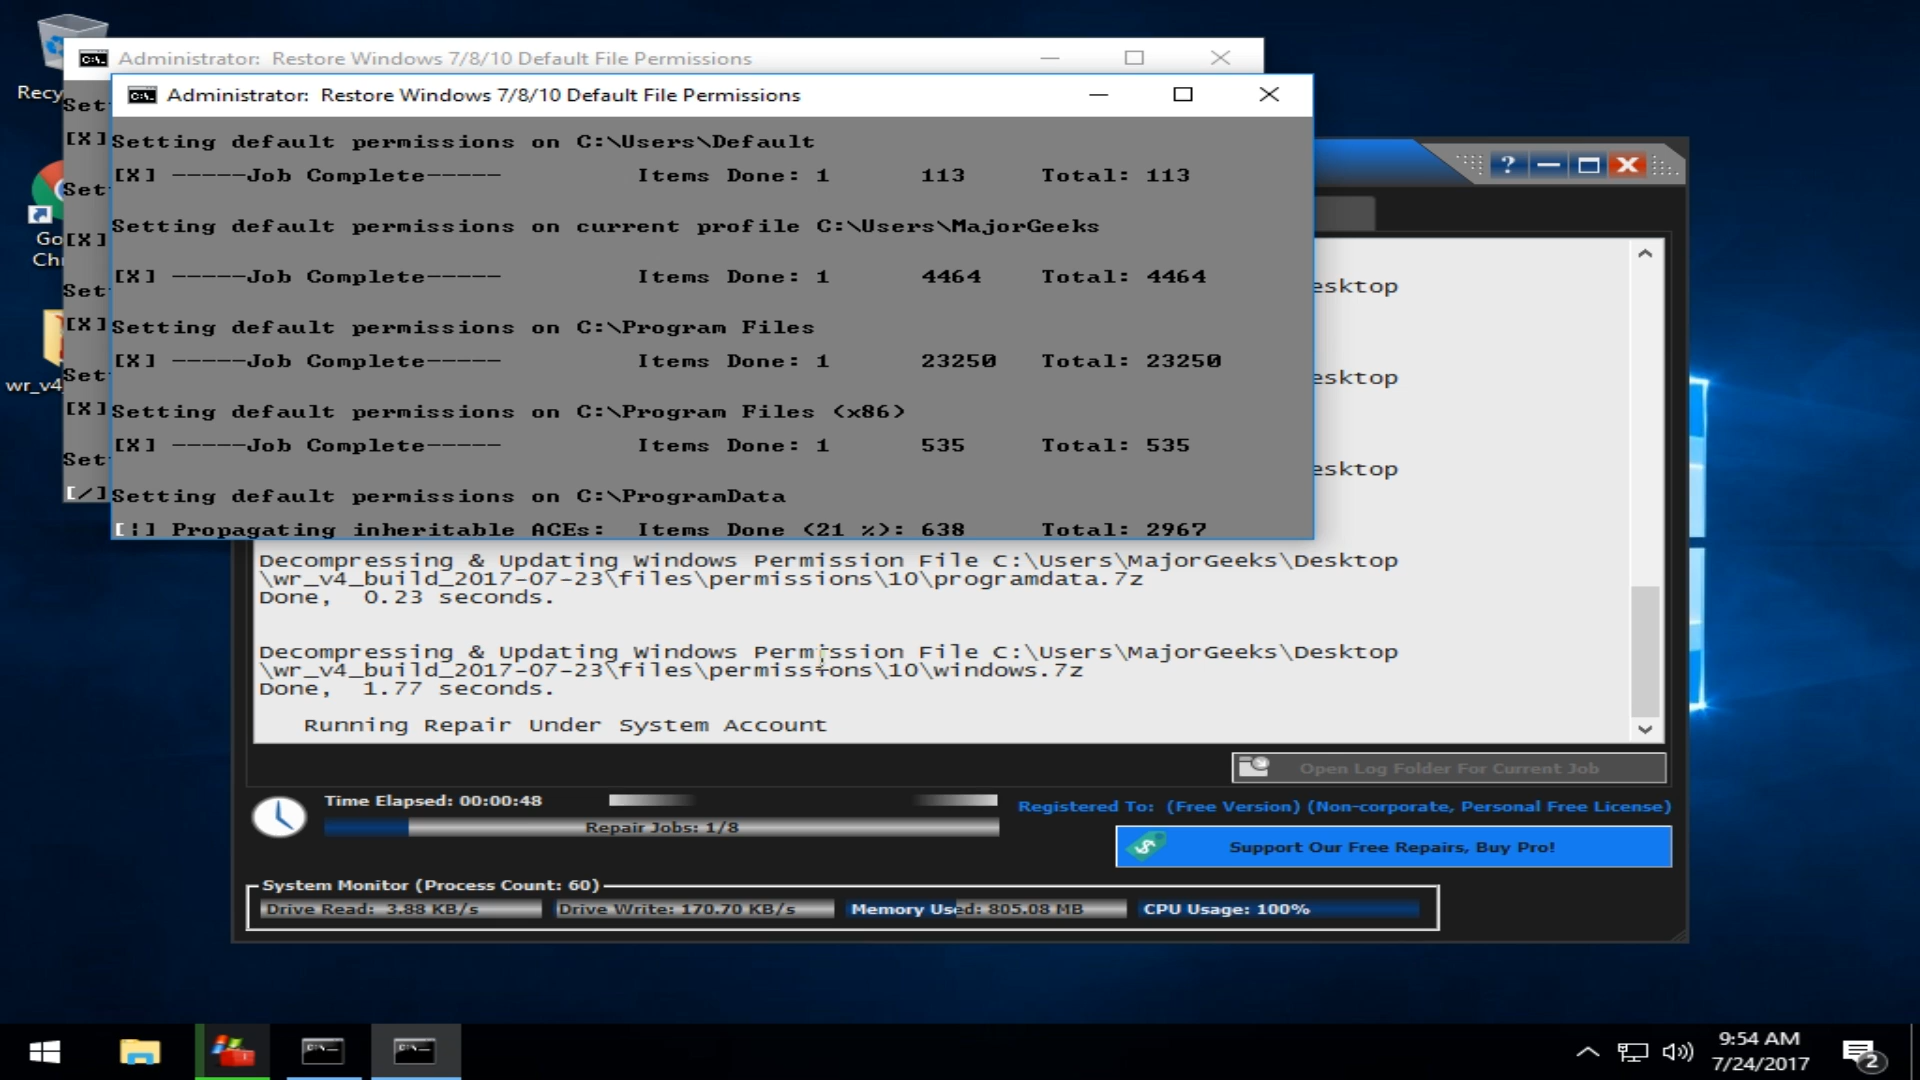 Recy
Go
Ch
wr_v4
Administrator: Restore Windows 7/8/10 Default File Permissions
Set
[X]
Set
[X]
Set
[X]
Set
[X]
Set
[/]
Administrator: Restore Windows 7/8/10 Default File Permissions
Setting default permissions on C:\Users\Default
[X] -----Job Complete----- Items Done: 1 113 Total: 113
Setting default permissions on current profile C:\Users\MajorGeeks
[X] -----Job Complete----- Items Done: 1 4464 Total: 4464
Setting default permissions on C:\Program Files
[X] -----Job Complete----- Items Done: 1 23250 Total: 23250
Setting default permissions on C:\Program Files (x86)
[X] -----Job Complete----- Items Done: 1 535 Total: 535
Setting default permissions on C:\ProgramData
[|] Propagating inheritable ACEs: Items Done (21 %): 638 Total: 2967
?
esktop
esktop
esktop
Decompressing & Updating Windows Permission File C:\Users\MajorGeeks\Desktop
\wr_v4_build_2017-07-23\files\permissions\10\programdata.7z
Done, 0.23 seconds.
Decompressing & Updating Windows Permission File C:\Users\MajorGeeks\Desktop
\wr_v4_build_2017-07-23\files\permissions\10\windows.7z
Done, 1.77 seconds.
Running Repair Under System Account
Open Log Folder For Current Job
Time Elapsed: 00:00:48
Repair Jobs: 1/8
Registered To: (Free Version) (Non-corporate, Personal Free License)
Support Our Free Repairs, Buy Pro!
System Monitor (Process Count: 60)
Drive Read: 3.88 KB/s
Drive Write: 170.70 KB/s
Memory Used: 805.08 MB
CPU Usage: 100%
9:54 AM
7/24/2017
2